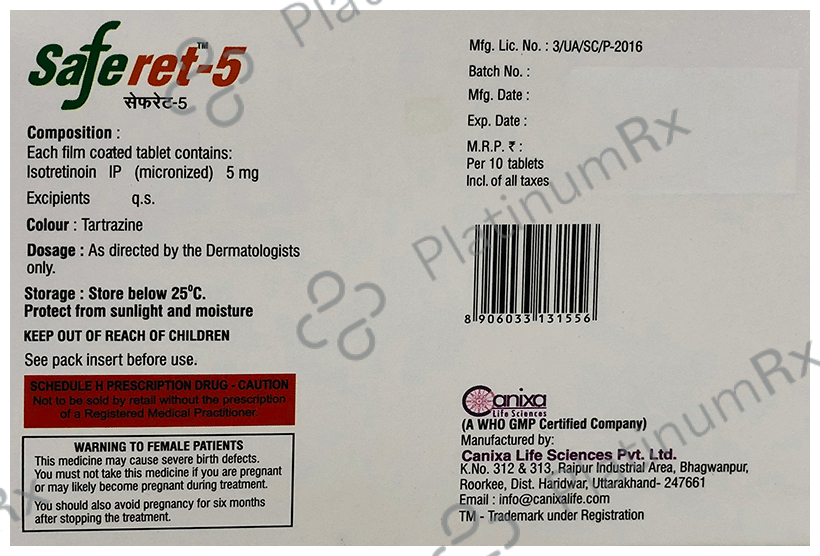 Saferet-5 TM
सेफरेट-5
Composition :
Each film coated tablet contains:
Isotretinoin IP (micronized) 5 mg
Excipients q.s.
Colour : Tartrazine
Dosage : As directed by the Dermatologists
only.
Storage : Store below 25⁰C.
Protect from sunlight and moisture
KEEP OUT OF REACH OF CHILDREN
See pack insert before use.
SCHEDULE H PRESCRIPTION DRUG - CAUTION
Not to be sold by retail without the prescription
of a Registered Medical Practitioner.
WARNING TO FEMALE PATIENTS
This medicine may cause severe birth defects.
You must not take this medicine if you are pregnant
or may likely become pregnant during treatment.
You should also avoid pregnancy for six months
after stopping the treatment.
Mfg. Lic. No. : 3/UA/SC/P-2016
Batch No. :
Mfg. Date :
Exp. Date :
M.R.P. ₹ :
Per 10 tablets
Incl. of all taxes
8 906033 131556
Canixa
Life Sciences
(A WHO GMP Certified Company)
Manufactured by:
Canixa Life Sciences Pvt. Ltd.
K.No. 312 & 313, Raipur Industrial Area, Bhagwanpur,
Roorkee, Dist. Haridwar, Uttarakhand- 247661
Email : info@canixalife.com
TM - Trademark under Registration
PlatinumRx
PlatinumRx
PlatinumRx